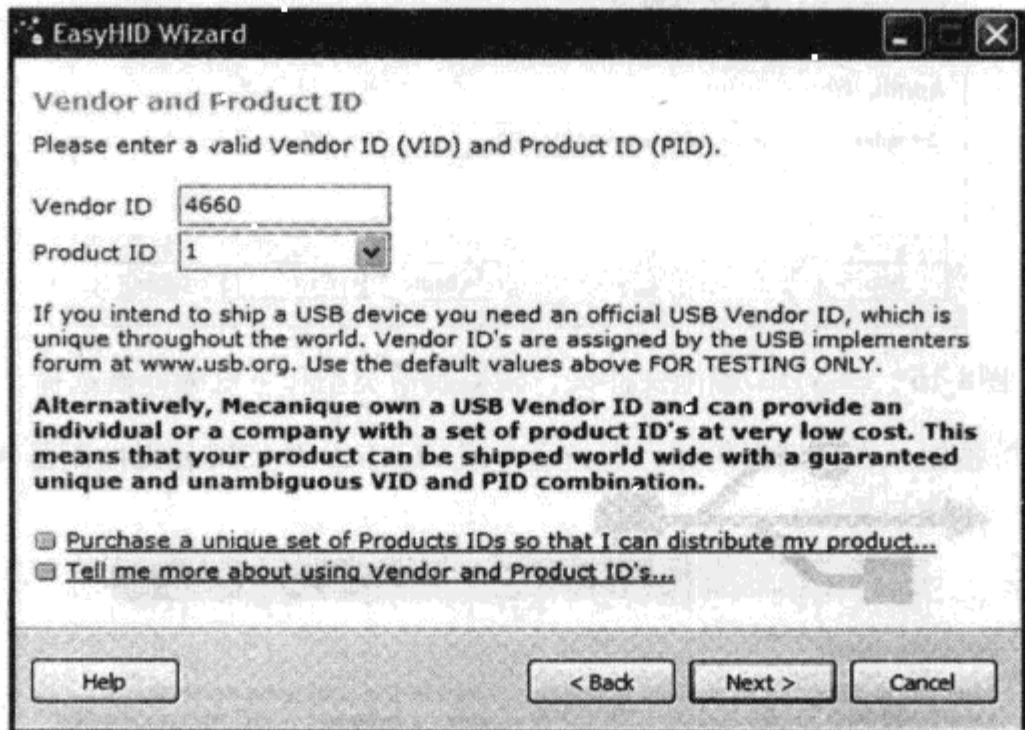 EasyHID Wizard
Vendor and Product ID
Please enter a valid Vendor ID (VID) and Product ID (PID).
Vendor ID 4660
Product ID 1
If you intend to ship a USB device you need an official USB Vendor ID, which is
unique throughout the world. Vendor ID's are assigned by the USB implementers
forum at www.usb.org. Use the default values above FOR TESTING ONLY.
Alternatively, Mecanique own a USB Vendor ID and can provide an
individual or a company with a set of product ID's at very low cost. This
means that your product can be shipped world wide with a guaranteed
unique and unambiguous VID and PID combination.
Purchase a unique set of Products IDs so that I can distribute my product...
Tell me more about using Vendor and Product ID's...
Help < Back Next > Cancel